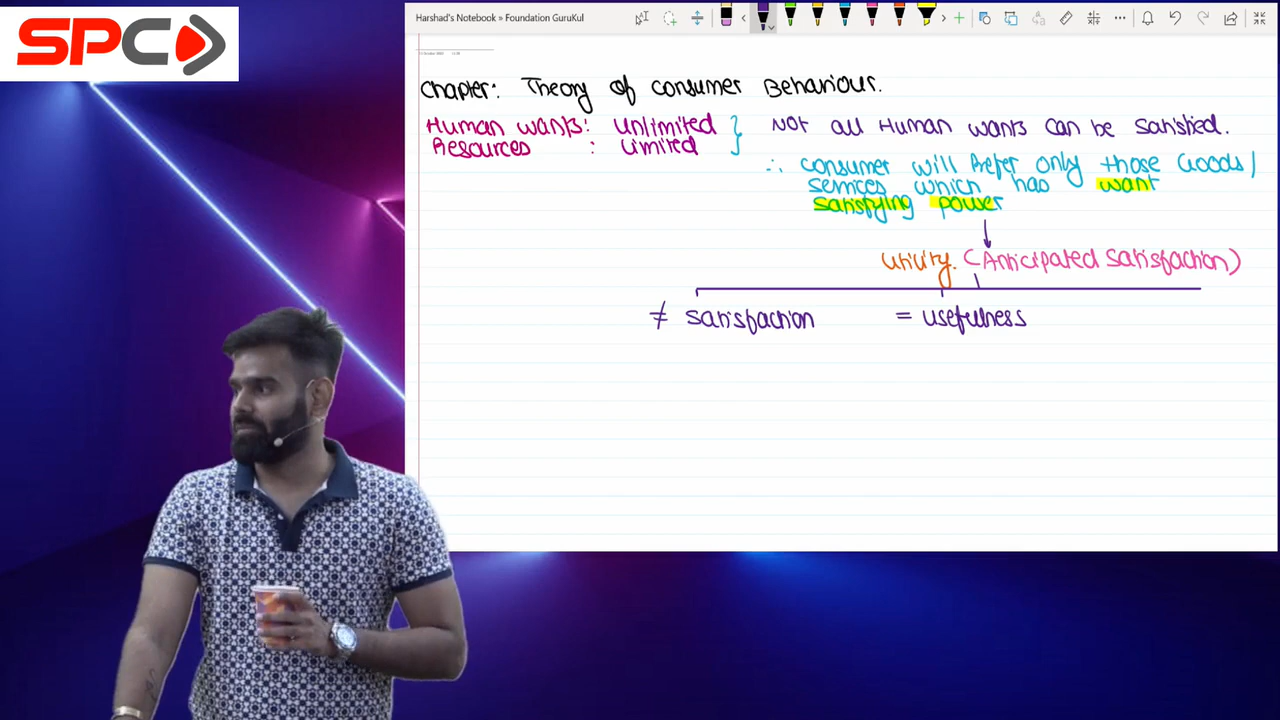 SPC
Harshad's Notebook » Foundation GuruKul
Chapter: Theory of Consumer Behaviour.
Human wants: Unlimited } Not all Human wants can be satisfied.
Resources : Limited
∴ Consumer will Prefer only those Goods/
services which has want
satisfying power
Utility. (Anticipated Satisfaction)
≠ satisfaction = usefulness